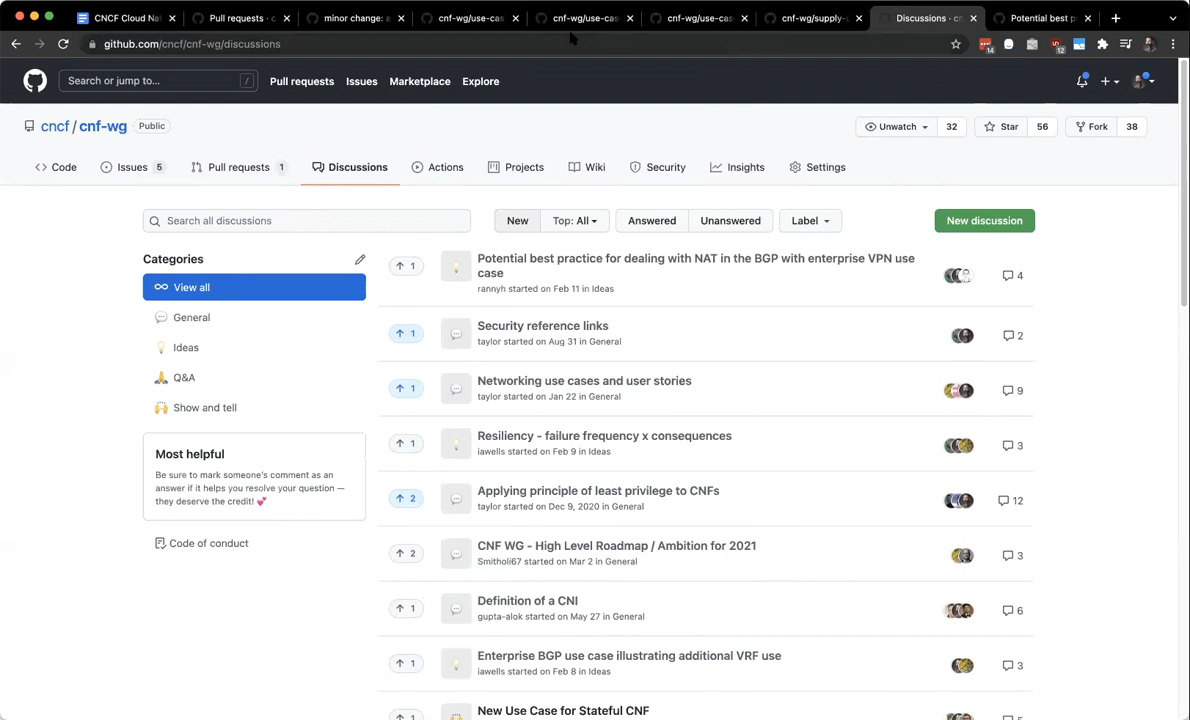 CNCF Cloud Na
Pull requests · c
minor change: a
cnf-wg/use-cas
cnf-wg/use-cas
cnf-wg/use-cas
cnf-wg/supply-
Discussions · cn
Potential best p
github.com/cncf/cnf-wg/discussions
14
12
Search or jump to…
/
Pull requests
Issues
Marketplace
Explore
cncf / cnf-wg
Public
Unwatch
32
Star
56
Fork
38
Code
Issues 5
Pull requests 1
Discussions
Actions
Projects
Wiki
Security
Insights
Settings
Search all discussions
New
Top: All
Answered
Unanswered
Label
New discussion
Categories
View all
General
Ideas
Q&A
Show and tell
Most helpful
Be sure to mark someone's comment as an
answer if it helps you resolve your question —
they deserve the credit!
Code of conduct
1
Potential best practice for dealing with NAT in the BGP with enterprise VPN use
case
rannyh started on Feb 11 in Ideas
4
1
Security reference links
taylor started on Aug 31 in General
2
1
Networking use cases and user stories
taylor started on Jan 22 in General
9
1
Resiliency - failure frequency x consequences
iawells started on Feb 9 in Ideas
3
2
Applying principle of least privilege to CNFs
taylor started on Dec 9, 2020 in General
12
2
CNF WG - High Level Roadmap / Ambition for 2021
Smitholi67 started on Mar 2 in General
3
1
Definition of a CNI
gupta-alok started on May 27 in General
6
1
Enterprise BGP use case illustrating additional VRF use
iawells started on Feb 8 in Ideas
3
1
New Use Case for Stateful CNF